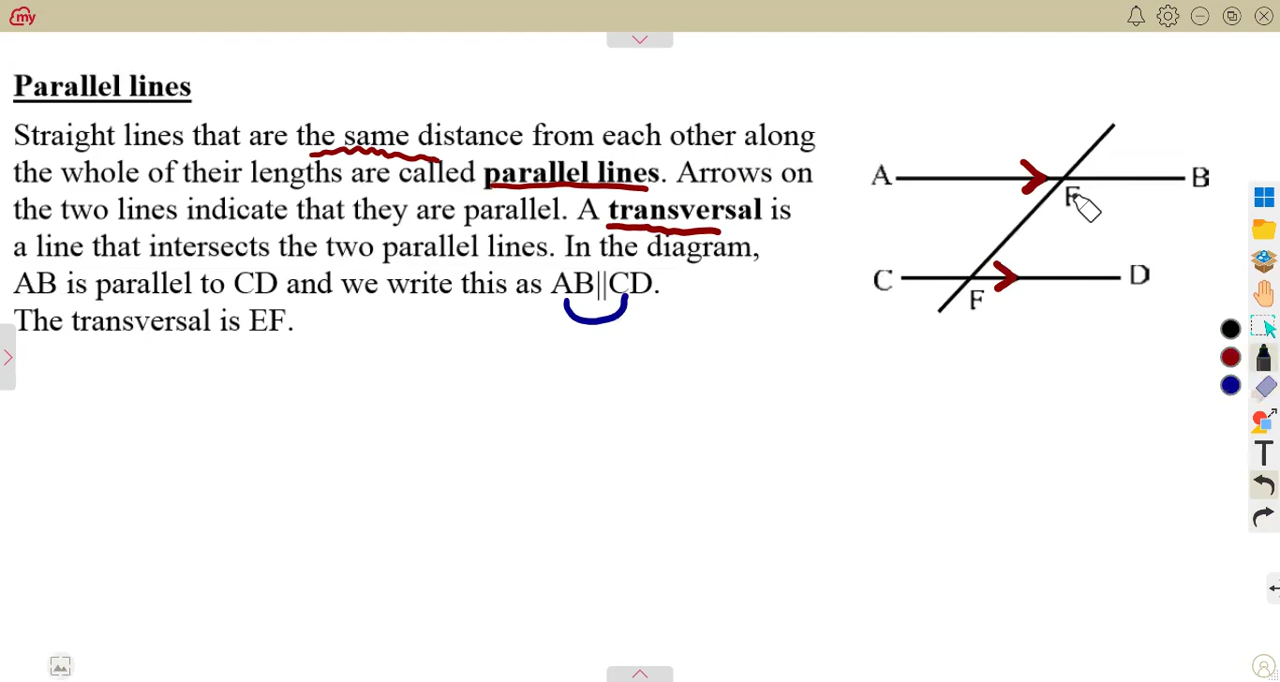 my
Parallel lines
Straight lines that are the same distance from each other along
the whole of their lengths are called parallel lines. Arrows on
the two lines indicate that they are parallel. A transversal is
a line that intersects the two parallel lines. In the diagram,
AB is parallel to CD and we write this as AB||CD.
The transversal is EF.
A
B
E
C
D
F
T